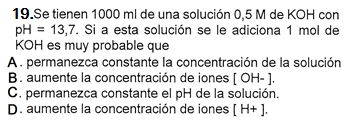 19.Se tienen 1000 ml de una solución 0,5 M de KOH con
pH = 13,7. Si a esta solución se le adiciona 1 mol de
KOH es muy probable que
A. permanezca constante la concentración de la solución
B. aumente la concentración de iones [ OH- ].
C. permanezca constante el pH de la solución.
D. aumente la concentración de iones [ H+ ].